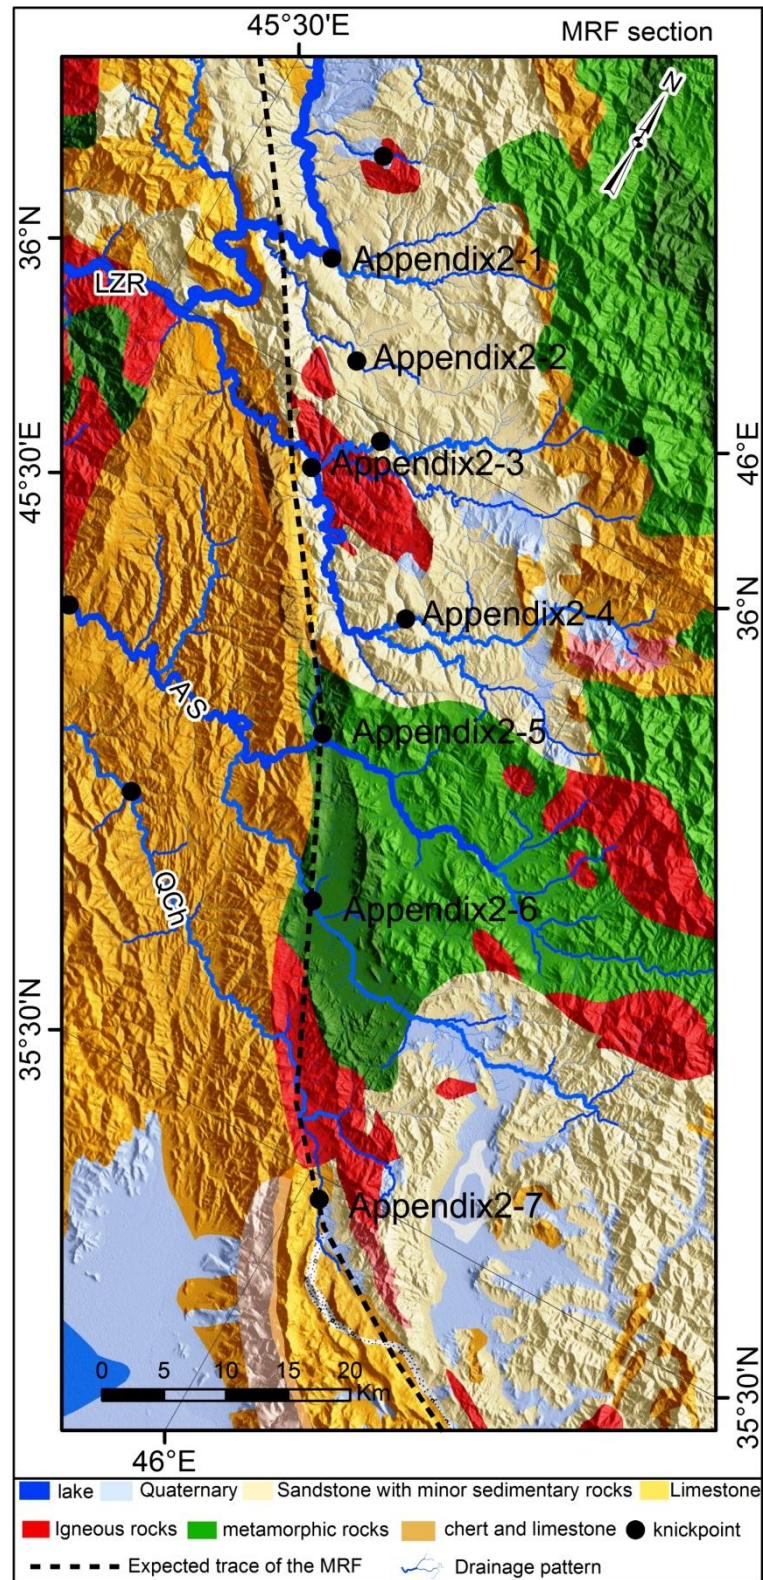 45°30'E
MRF section
N
36°N
Appendix2-1
LZR
Appendix2-2
45°30'E
Appendix2-3
46°E
36°N
Appendix2-4
AS
Appendix2-5
QCh
Appendix2-6
35°30'N
Appendix2-7
0 5 10 15 20
Km
35°30'N
46°E
lake Quaternary Sandstone with minor sedimentary rocks Limestone
Igneous rocks metamorphic rocks chert and limestone knickpoint
Expected trace of the MRF Drainage pattern